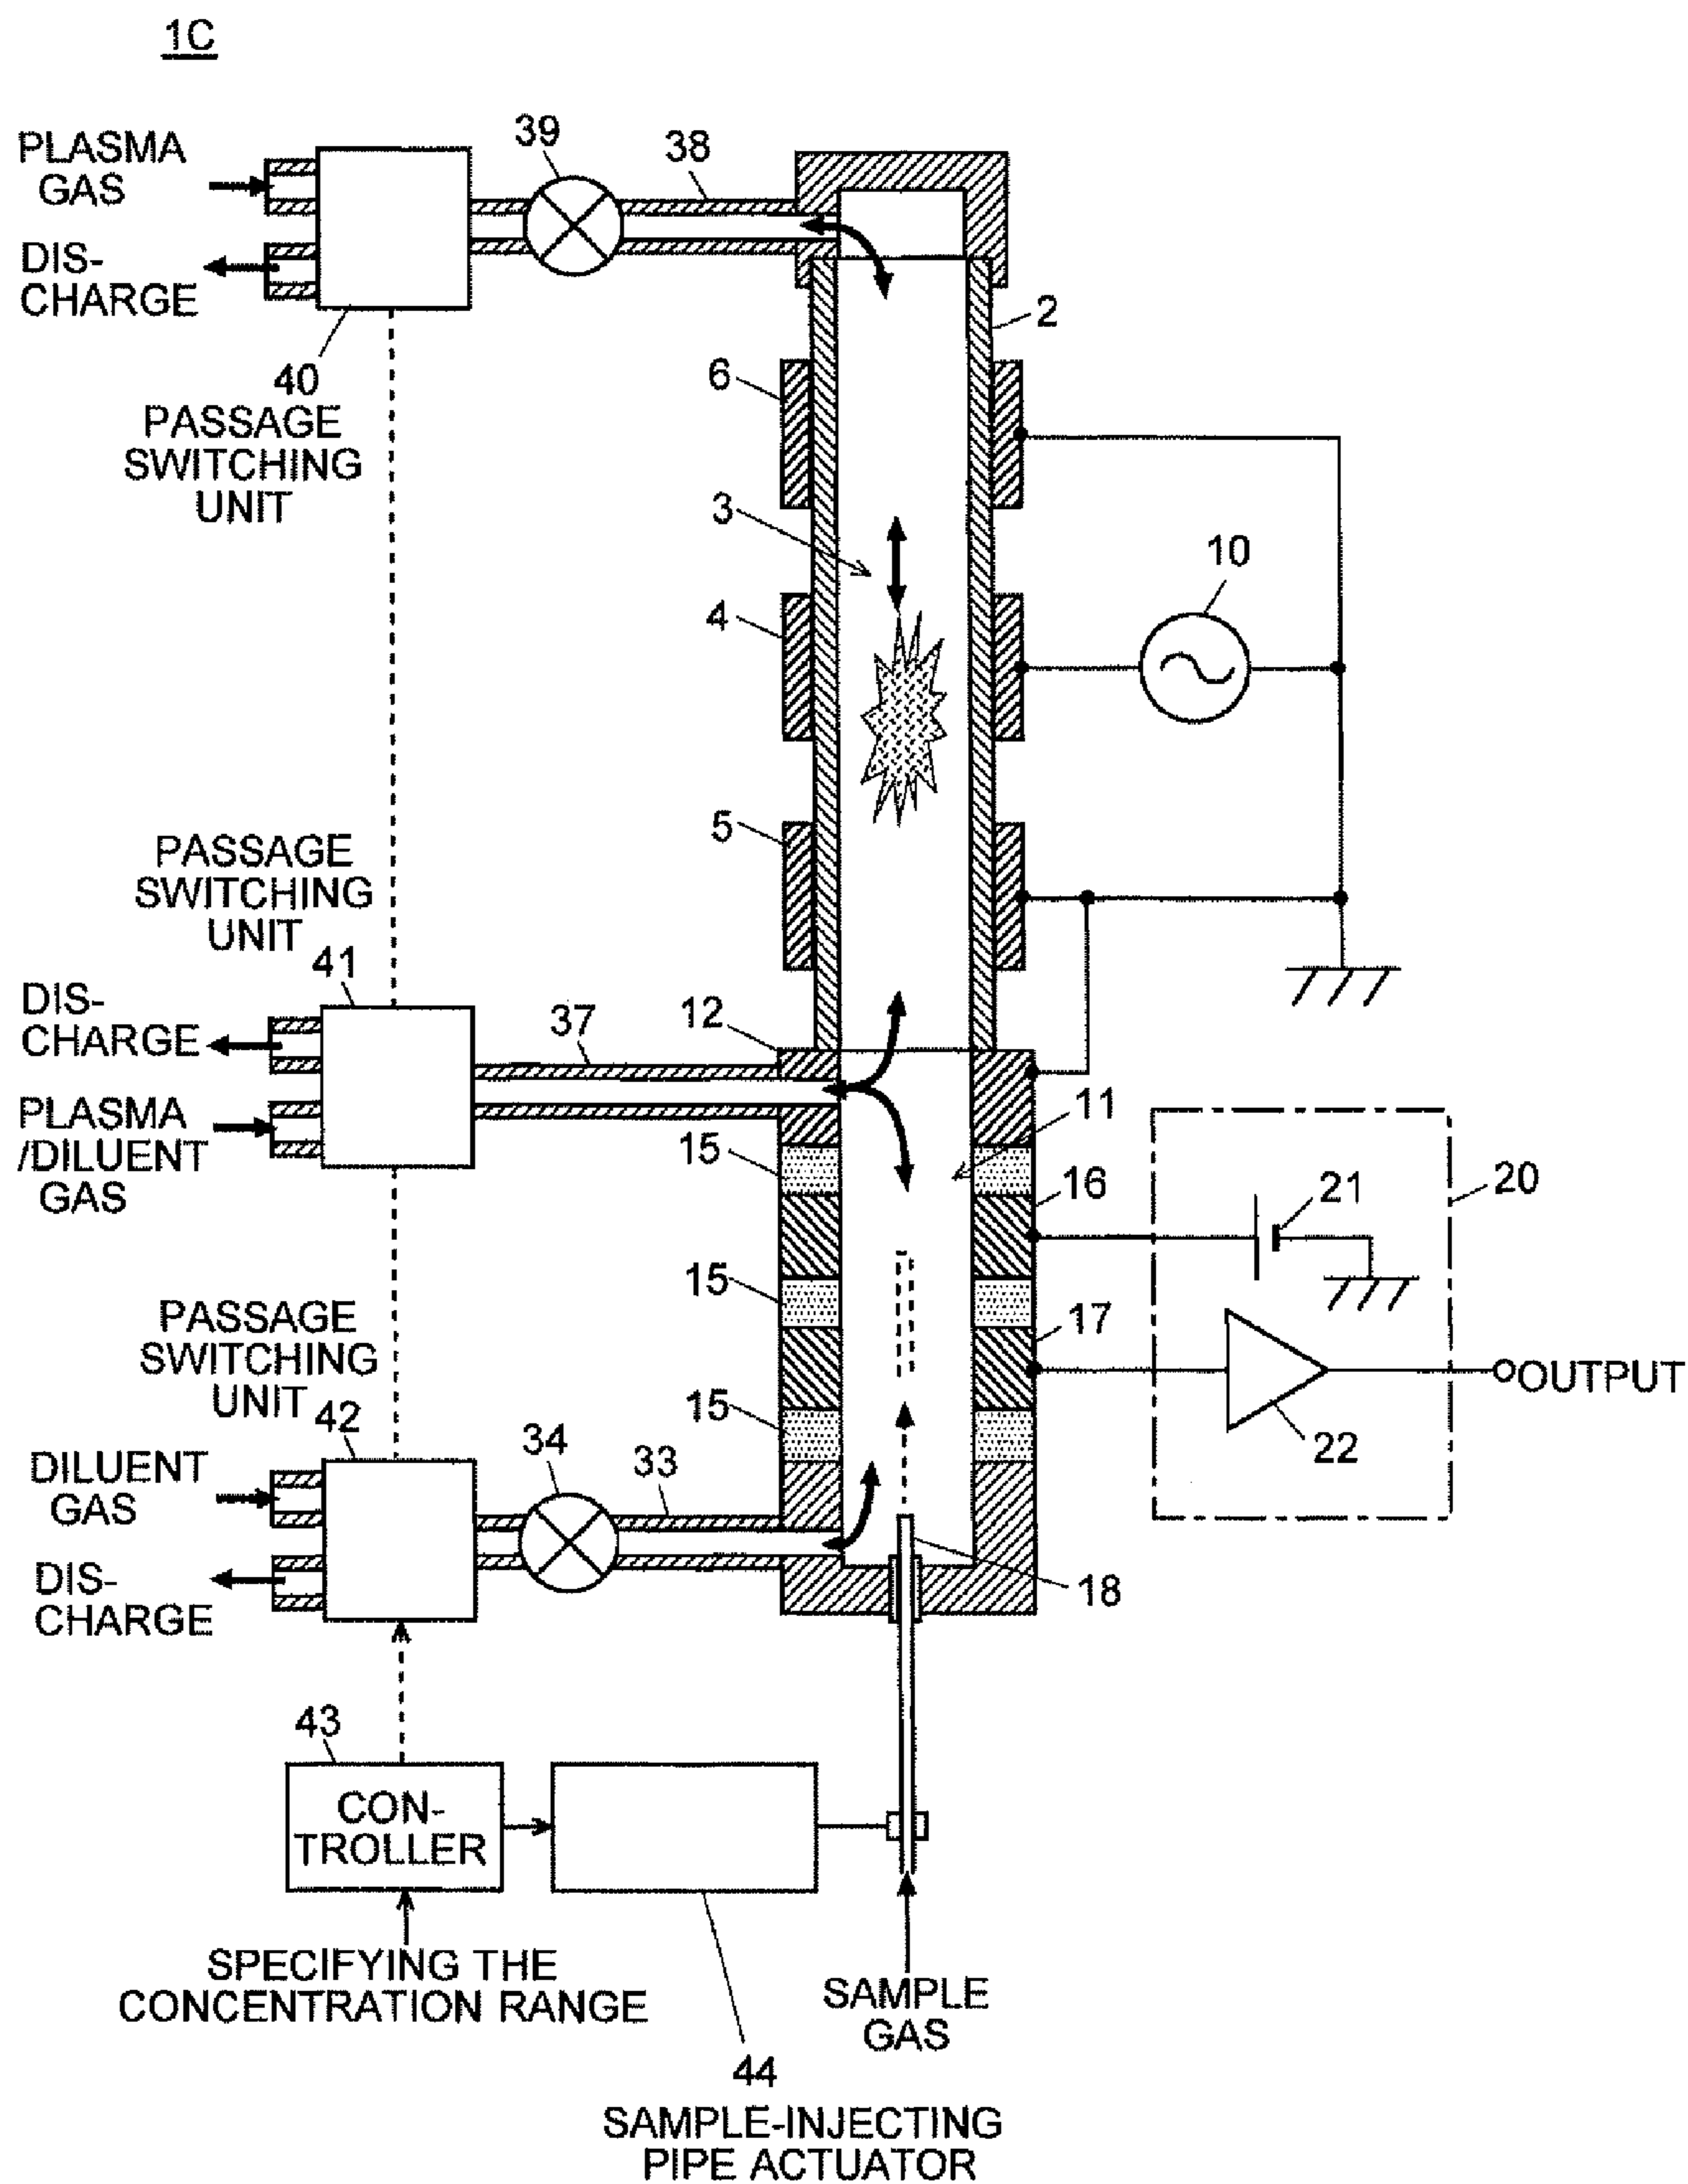 1C
PLASMA
GAS
DIS-
CHARGE
39
38
40
PASSAGE
SWITCHING
UNIT
2
6
3
10
4
5
PASSAGE
SWITCHING
UNIT
41
DIS-
CHARGE
37
12
PLASMA
/DILUENT
GAS
11
15
16
21
20
15
17
PASSAGE
SWITCHING
UNIT
42
15
OUTPUT
22
DILUENT
GAS
34
33
DIS-
CHARGE
18
43
CON-
TROLLER
SPECIFYING THE
CONCENTRATION RANGE
SAMPLE
GAS
44
SAMPLE-INJECTING
PIPE ACTUATOR